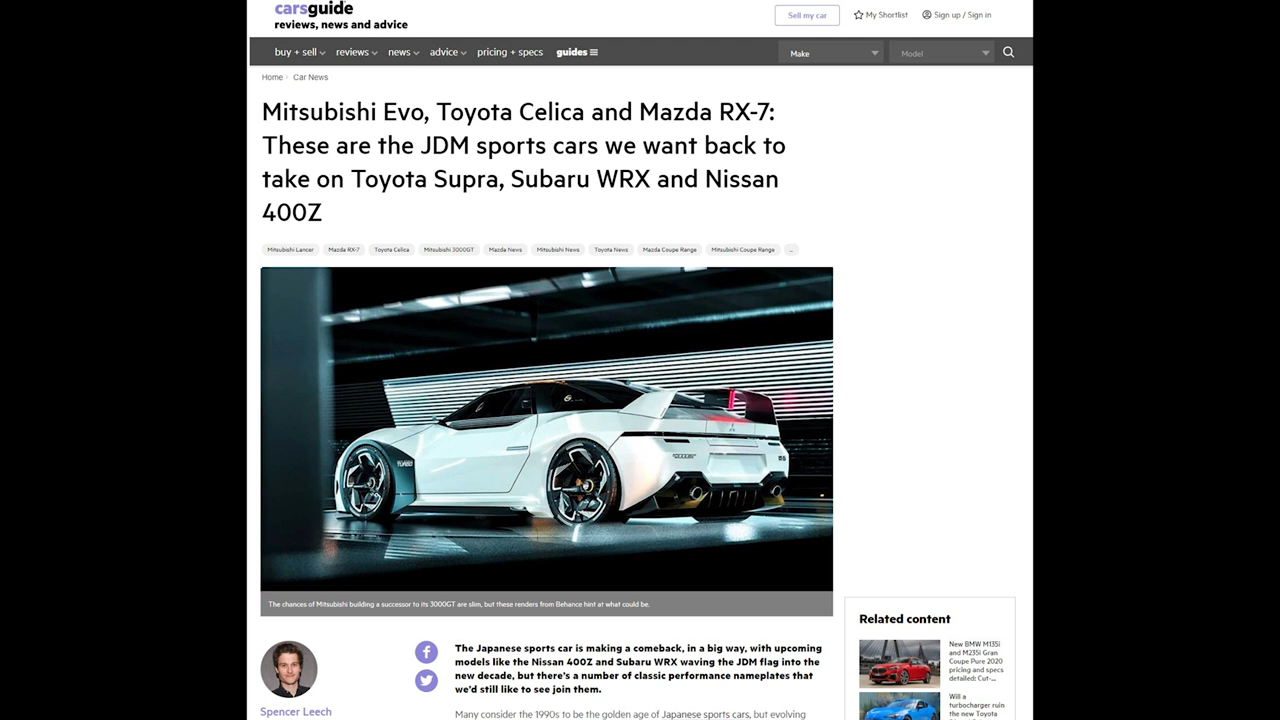 carsguide
reviews, news and advice
Sell my car
My Shortlist
Sign up / Sign in
buy + sell
reviews
news
advice
pricing + specs
guides
Make
Model
Home
Car News
Mitsubishi Evo, Toyota Celica and Mazda RX-7:
These are the JDM sports cars we want back to
take on Toyota Supra, Subaru WRX and Nissan
400Z
Mitsubishi Lancer
Mazda RX-7
Toyota Celica
Mitsubishi 3000GT
Mazda News
Mitsubishi News
Toyota News
Mazda Coupe Range
Mitsubishi Coupe Range
...
TURBO
The chances of Mitsubishi building a successor to its 3000GT are slim, but these renders from Behance hint at what could be.
Related content
New BMW M135i
and M235i Gran
Coupe Pure 2020
pricing and specs
detailed: Cut-...
Will a
turbocharger ruin
the new Toyota
Spencer Leech
The Japanese sports car is making a comeback, in a big way, with upcoming
models like the Nissan 400Z and Subaru WRX waving the JDM flag into the
new decade, but there's a number of classic performance nameplates that
we'd still like to see join them.
Many consider the 1990s to be the golden age of Japanese sports cars, but evolving